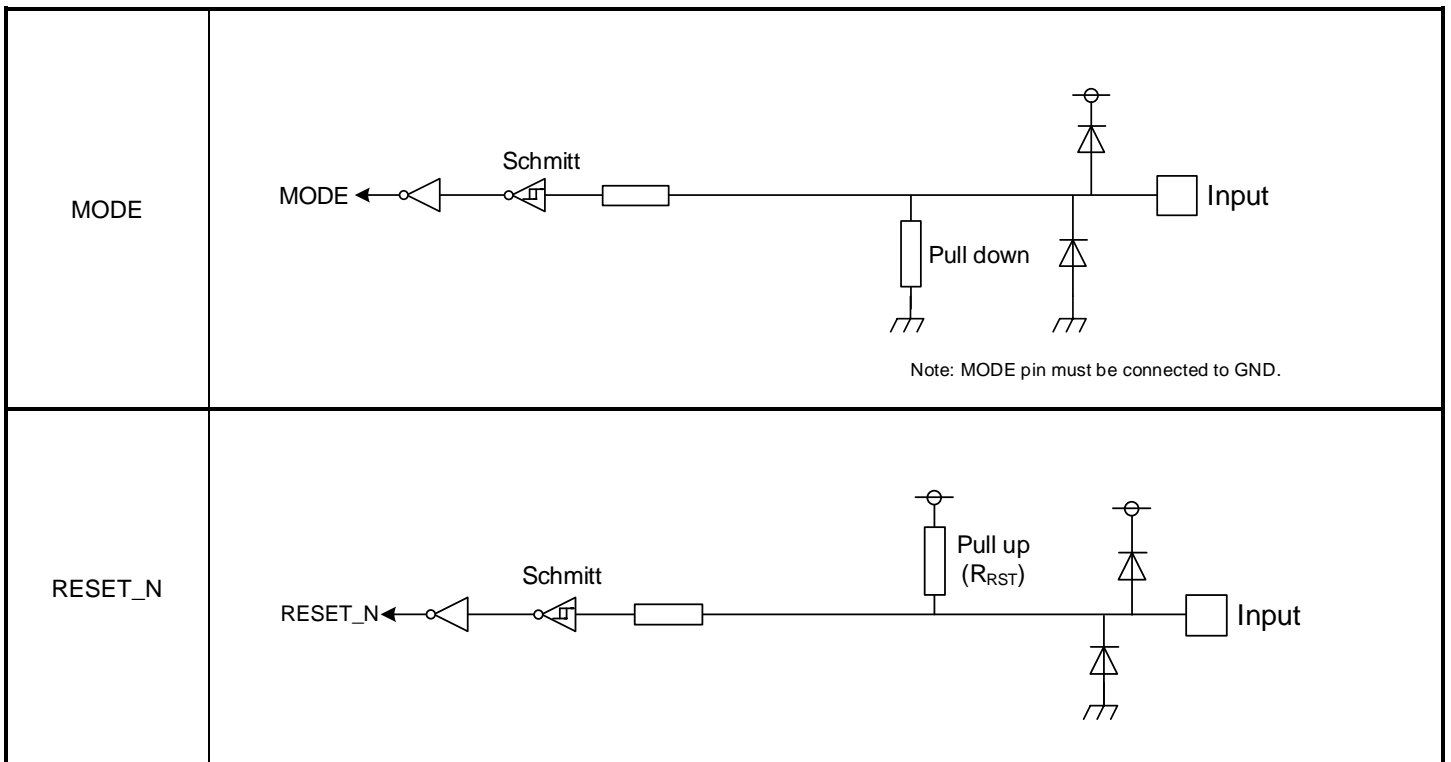 MODE
Schmitt
MODE
Input
Pull down
Note: MODE pin must be connected to GND.
RESET_N
Pull up
(RRST)
Schmitt
RESET_N
Input